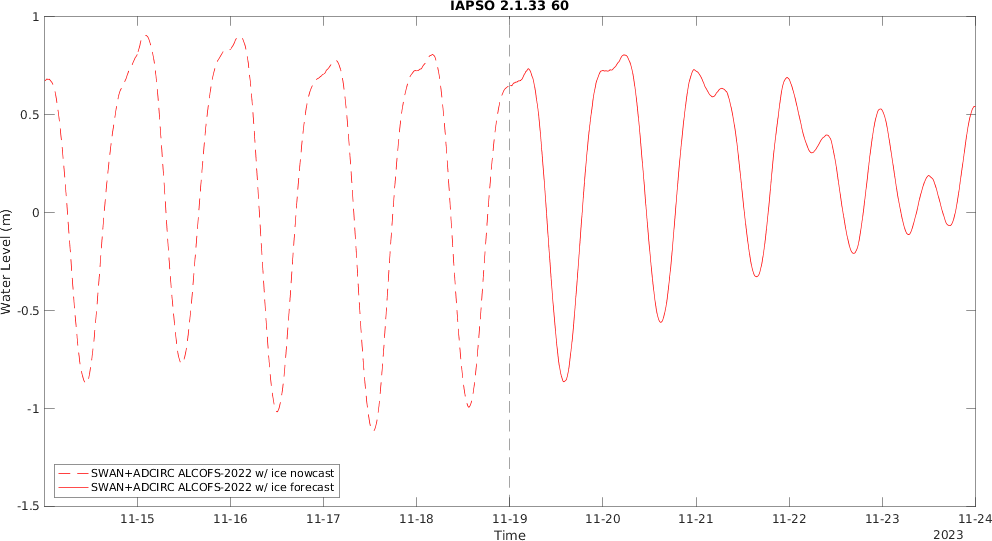 IAPSO 2.1.33 60
1
0.5
0
-0.5
-1
-1.5
Water Level (m)
SWAN+ADCIRC ALCOFS-2022 w/ ice nowcast
SWAN+ADCIRC ALCOFS-2022 w/ ice forecast
11-15 11-16 11-17 11-18 11-19 11-20 11-21 11-22 11-23 11-24
Time
2023